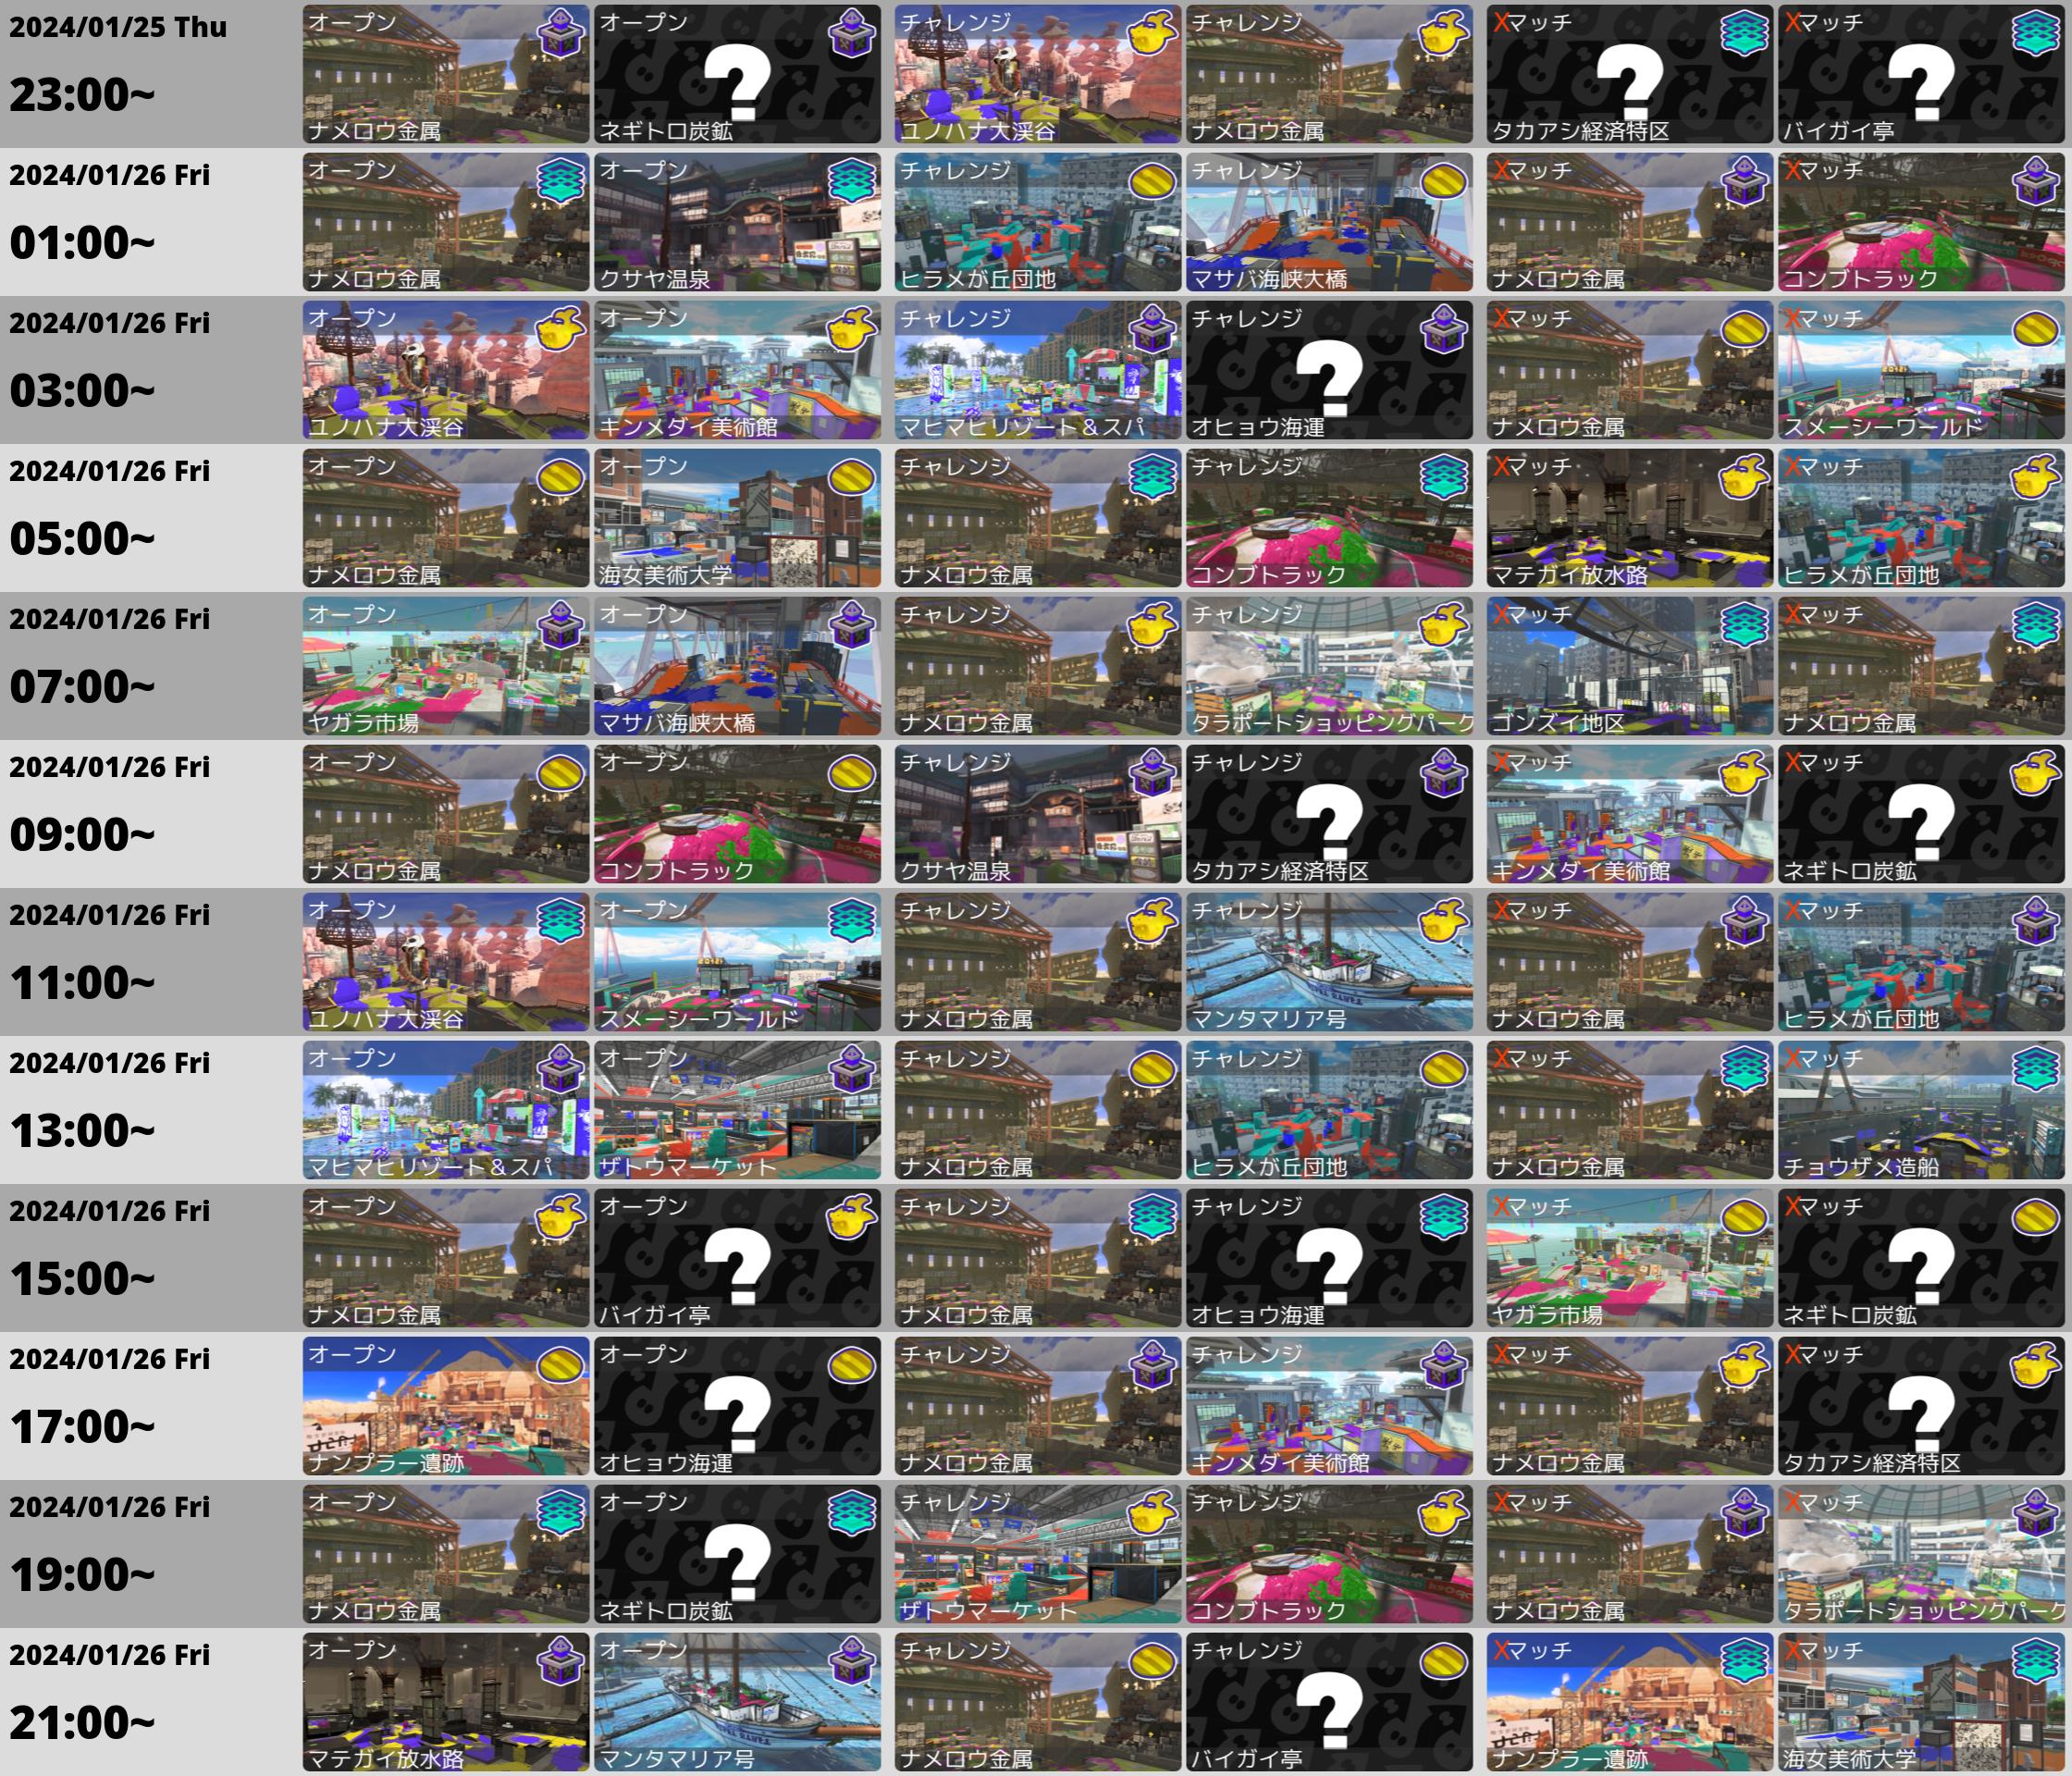 2024/01/25 Thu
23:00~
オープン オープン チャレンジ チャレンジ Xマッチ Xマッチ
ナメロウ金属 ネギトロ炭鉱 ユノハナ大渓谷 ナメロウ金属 タカアシ経済特区 バイガイ亭
2024/01/26 Fri
01:00~
オープン オープン チャレンジ チャレンジ Xマッチ Xマッチ
ナメロウ金属 クサヤ温泉 ヒラメが丘団地 マサバ海峡大橋 ナメロウ金属 コンブトラック
2024/01/26 Fri
03:00~
オープン オープン チャレンジ チャレンジ Xマッチ Xマッチ
ユノハナ大渓谷 キンメダイ美術館 マヒマヒリゾート＆スパ オヒョウ海運 ナメロウ金属 スメーシーワールド
2024/01/26 Fri
05:00~
オープン オープン チャレンジ チャレンジ Xマッチ Xマッチ
ナメロウ金属 海女美術大学 ナメロウ金属 コンブトラック マテガイ放水路 ヒラメが丘団地
2024/01/26 Fri
07:00~
オープン オープン チャレンジ チャレンジ Xマッチ Xマッチ
ヤガラ市場 マサバ海峡大橋 ナメロウ金属 タラポートショッピングパーク ゴンズイ地区 ナメロウ金属
2024/01/26 Fri
09:00~
オープン オープン チャレンジ チャレンジ Xマッチ Xマッチ
ナメロウ金属 コンブトラック クサヤ温泉 タカアシ経済特区 キンメダイ美術館 ネギトロ炭鉱
2024/01/26 Fri
11:00~
オープン オープン チャレンジ チャレンジ Xマッチ Xマッチ
ユノハナ大渓谷 スメーシーワールド ナメロウ金属 マンタマリア号 ナメロウ金属 ヒラメが丘団地
2024/01/26 Fri
13:00~
オープン オープン チャレンジ チャレンジ Xマッチ Xマッチ
マヒマヒリゾート＆スパ ザトウマーケット ナメロウ金属 ヒラメが丘団地 ナメロウ金属 チョウザメ造船
2024/01/26 Fri
15:00~
オープン オープン チャレンジ チャレンジ Xマッチ Xマッチ
ナメロウ金属 バイガイ亭 ナメロウ金属 オヒョウ海運 ヤガラ市場 ネギトロ炭鉱
2024/01/26 Fri
17:00~
オープン オープン チャレンジ チャレンジ Xマッチ Xマッチ
ナンプラー遺跡 オヒョウ海運 ナメロウ金属 キンメダイ美術館 ナメロウ金属 タカアシ経済特区
2024/01/26 Fri
19:00~
オープン オープン チャレンジ チャレンジ Xマッチ Xマッチ
ナメロウ金属 ネギトロ炭鉱 ザトウマーケット コンブトラック ナメロウ金属 タラポートショッピングパーク
2024/01/26 Fri
21:00~
オープン オープン チャレンジ チャレンジ Xマッチ Xマッチ
マテガイ放水路 マンタマリア号 ナメロウ金属 バイガイ亭 ナンプラー遺跡 海女美術大学